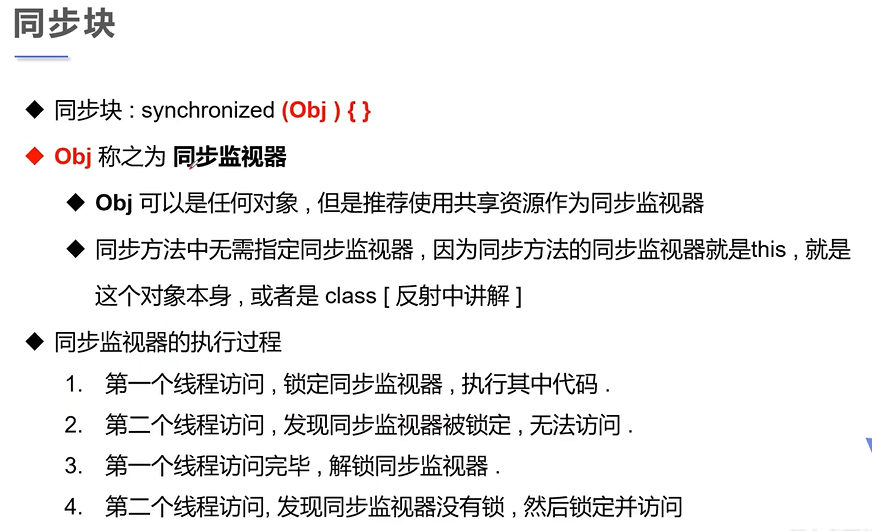 同步块
◆ 同步块 : synchronized (Obj ) { }
◆ Obj 称之为 同步监视器
◆ Obj 可以是任何对象 , 但是推荐使用共享资源作为同步监视器
◆ 同步方法中无需指定同步监视器 , 因为同步方法的同步监视器就是this , 就是
这个对象本身 , 或者是 class [ 反射中讲解 ]
◆ 同步监视器的执行过程
1. 第一个线程访问 , 锁定同步监视器 , 执行其中代码 .
2. 第二个线程访问 , 发现同步监视器被锁定 , 无法访问 .
3. 第一个线程访问完毕 , 解锁同步监视器 .
4. 第二个线程访问, 发现同步监视器没有锁 , 然后锁定并访问